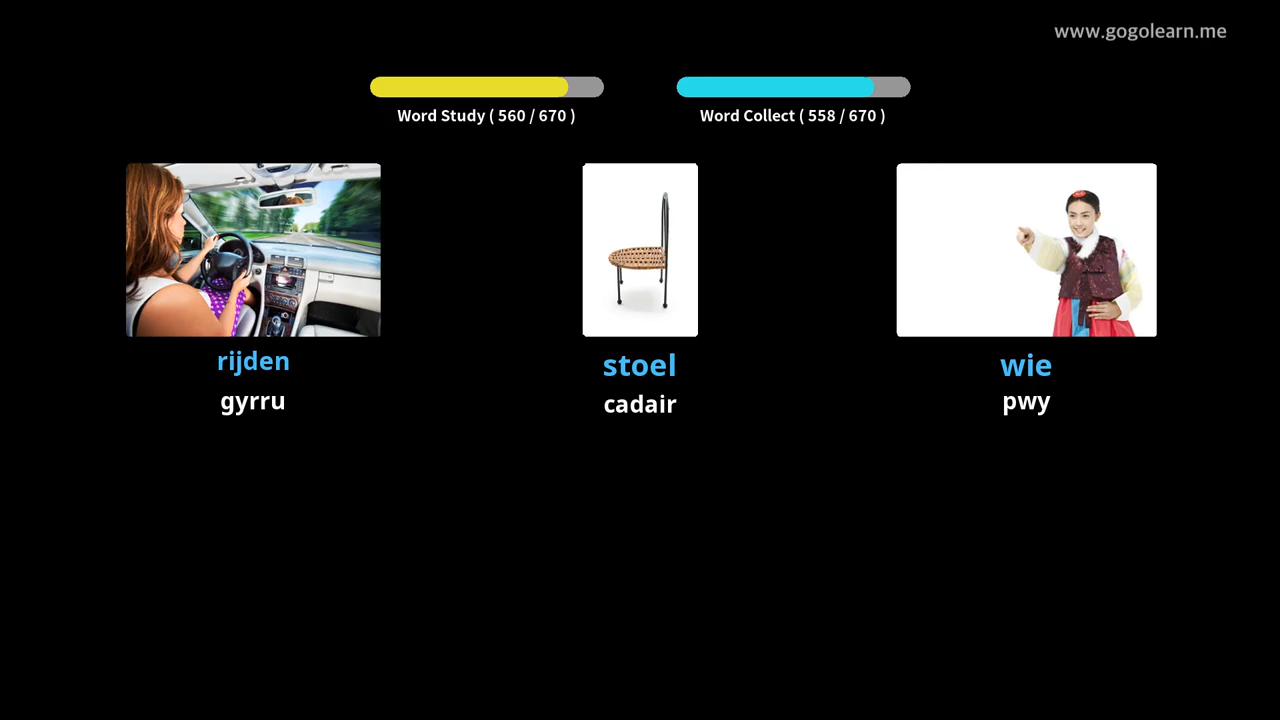 www.gogolearn.me
Word Study ( 560 / 670 )
Word Collect ( 558 / 670 )
rijden
gyrru
stoel
cadair
wie
pwy